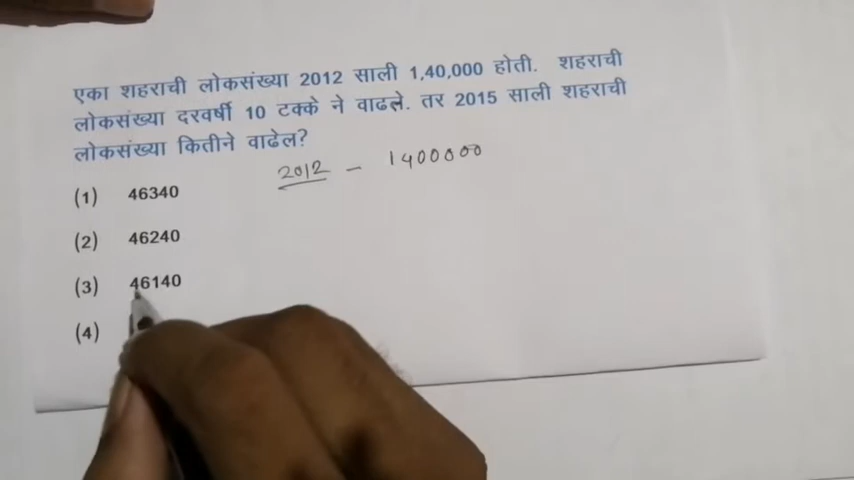 एका शहराची लोकसंख्या 2012 साली 1,40,000 होती. शहराची
लोकसंख्या दरवर्षी 10 टक्के ने वाढले. तर 2015 साली शहराची
लोकसंख्या कितीने वाढेल?
2012 - 1400000
(1) 46340
(2) 46240
(3) 46140
(4)